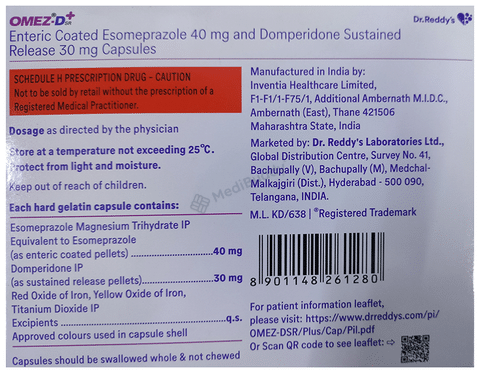 OMEZ-D+ SR
Dr.Reddy's
Enteric Coated Esomeprazole 40 mg and Domperidone Sustained
Release 30 mg Capsules
SCHEDULE H PRESCRIPTION DRUG - CAUTION
Not to be sold by retail without the prescription of a
Registered Medical Practitioner.
Dosage as directed by the physician
Store at a temperature not exceeding 25°C.
Protect from light and moisture.
Keep out of reach of children.
Each hard gelatin capsule contains:
Esomeprazole Magnesium Trihydrate IP
Equivalent to Esomeprazole
(as enteric coated pellets) ........................40 mg
Domperidone IP
(as sustained release pellets)......................30 mg
Red Oxide of Iron, Yellow Oxide of Iron,
Titanium Dioxide IP
Excipients ..................................................q.s.
Approved colours used in capsule shell
Capsules should be swallowed whole & not chewed
Manufactured in India by:
Inventia Healthcare Limited,
F1-F1/1-F75/1, Additional Ambernath M.I.D.C.,
Ambernath (East), Thane 421506
Maharashtra State, India
Marketed by: Dr. Reddy's Laboratories Ltd.,
Global Distribution Centre, Survey No. 41,
Bachupally (V), Bachupally (M), Medchal-
Malkajgiri (Dist.), Hyderabad - 500 090,
Telangana, INDIA.
M.L. KD/638 | ®Registered Trademark
8 901148 261280
For patient information leaflet,
please visit: https://www.drreddys.com/pi/
OMEZ-DSR/Plus/Cap/Pil.pdf
Or Scan QR code to see leaflet: